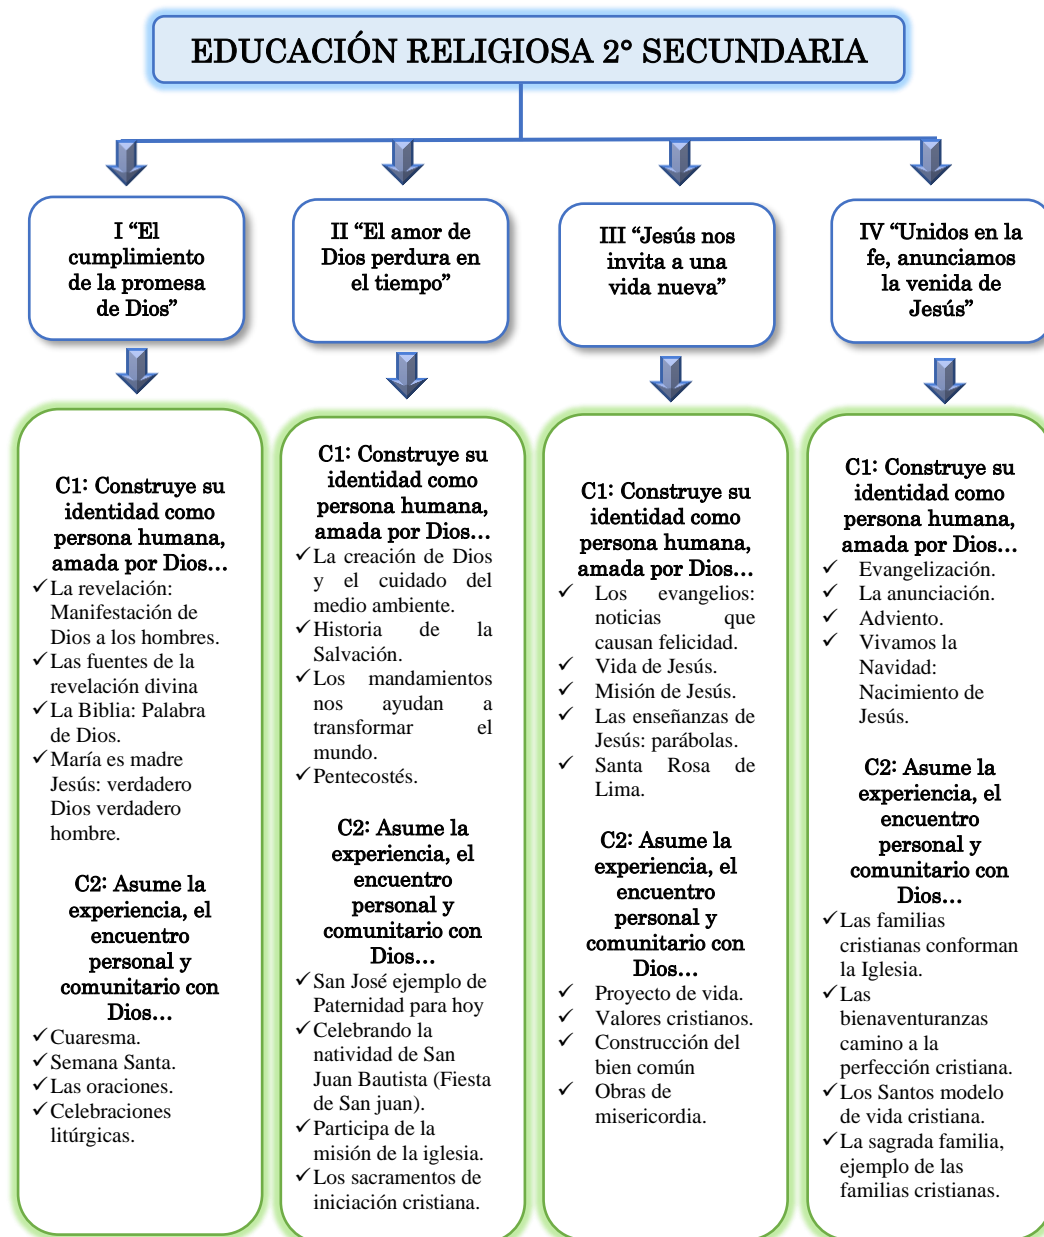 EDUCACIÓN RELIGIOSA 2° SECUNDARIA
I “El
cumplimiento
de la promesa
de Dios”
II “El amor de
Dios perdura en
el tiempo”
III “Jesús nos
invita a una
vida nueva”
IV “Unidos en la
fe, anunciamos
la venida de
Jesús”
C1: Construye su
identidad como
persona humana,
amada por Dios…
✓La revelación:
Manifestación de
Dios a los hombres.
✓Las fuentes de la
revelación divina
✓La Biblia: Palabra
de Dios.
✓María es madre
Jesús: verdadero
Dios verdadero
hombre.
C2: Asume la
experiencia, el
encuentro
personal y
comunitario con
Dios…
✓Cuaresma.
✓Semana Santa.
✓Las oraciones.
✓Celebraciones
litúrgicas.
C1: Construye su
identidad como
persona humana,
amada por Dios…
✓La creación de Dios
y el cuidado del
medio ambiente.
✓Historia de la
Salvación.
✓Los mandamientos
nos ayudan a
transformar el
mundo.
✓Pentecostés.
C2: Asume la
experiencia, el
encuentro
personal y
comunitario con
Dios…
✓San José ejemplo de
Paternidad para hoy
✓Celebrando la
natividad de San
Juan Bautista (Fiesta
de San juan).
✓Participa de la
misión de la iglesia.
✓Los sacramentos de
iniciación cristiana.
C1: Construye su
identidad como
persona humana,
amada por Dios…
✓ Los evangelios:
noticias que
causan felicidad.
✓ Vida de Jesús.
✓ Misión de Jesús.
✓ Las enseñanzas de
Jesús: parábolas.
✓ Santa Rosa de
Lima.
C2: Asume la
experiencia, el
encuentro
personal y
comunitario con
Dios…
✓ Proyecto de vida.
✓ Valores cristianos.
✓ Construcción del
bien común
✓ Obras de
misericordia.
C1: Construye su
identidad como
persona humana,
amada por Dios…
✓ Evangelización.
✓ La anunciación.
✓ Adviento.
✓ Vivamos la
Navidad:
Nacimiento de
Jesús.
C2: Asume la
experiencia, el
encuentro
personal y
comunitario con
Dios…
✓Las familias
cristianas conforman
la Iglesia.
✓Las
bienaventuranzas
camino a la
perfección cristiana.
✓Los Santos modelo
de vida cristiana.
✓La sagrada familia,
ejemplo de las
familias cristianas.